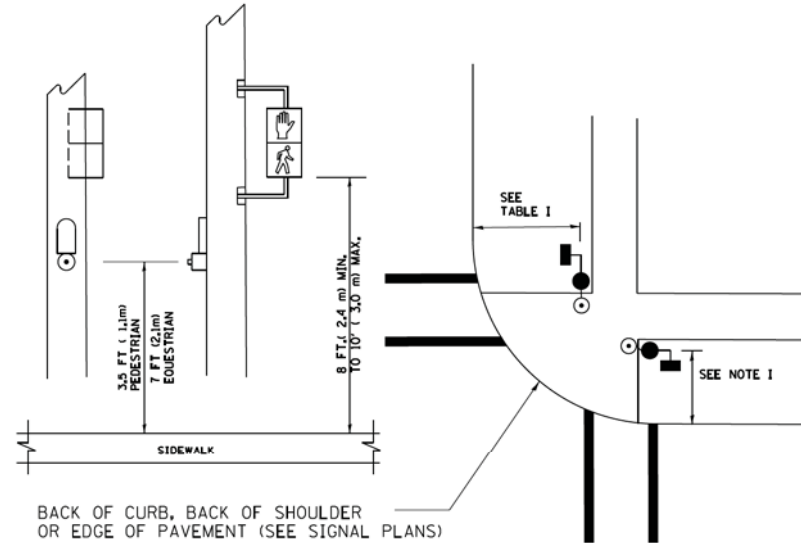 3.5 FT ( 1.1m)
PEDESTRIAN
7 FT (2.1m)
EQUESTRIAN
8 FT.( 2.4 m) MIN.
TO 10' ( 3.0 m) MAX.
SIDEWALK
SEE
TABLE I
SEE NOTE I
BACK OF CURB, BACK OF SHOULDER
OR EDGE OF PAVEMENT (SEE SIGNAL PLANS)